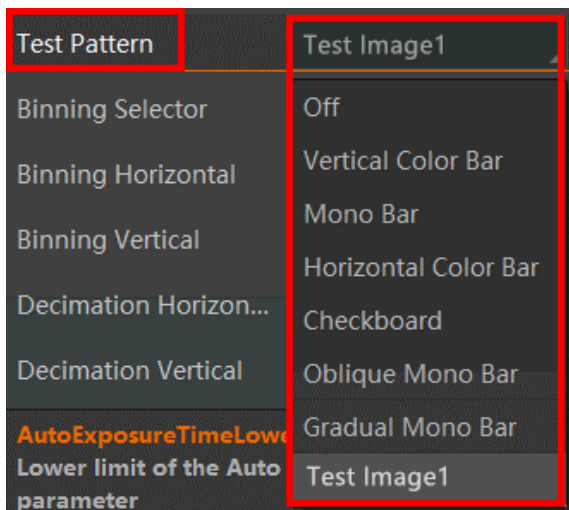 Test Pattern
Test Image1
Binning Selector
Off
Binning Horizontal
Vertical Color Bar
Binning Vertical
Mono Bar
Decimation Horizon...
Horizontal Color Bar
Decimation Vertical
Checkboard
Oblique Mono Bar
Gradual Mono Bar
Test Image1
AutoExposureTimeLowe
Lower limit of the Auto
parameter